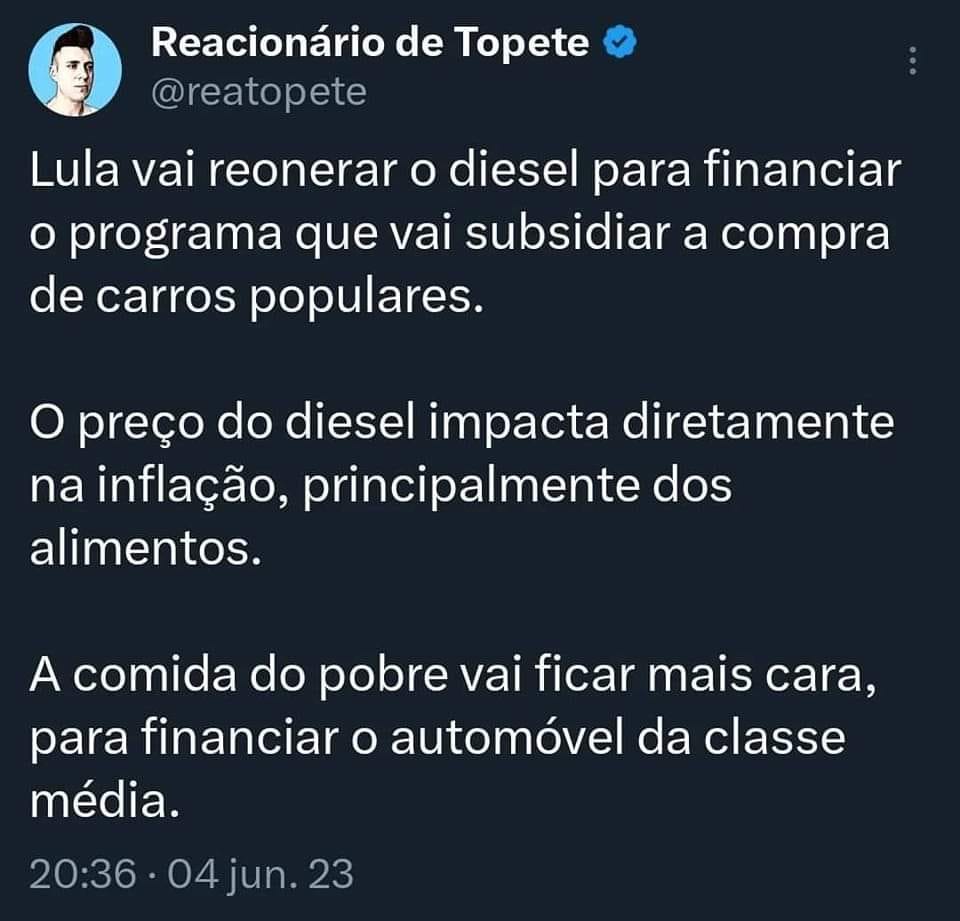 Reacionário de Topete
@reatopete
Lula vai reonerar o diesel para financiar
o programa que vai subsidiar a compra
de carros populares.
O preço do diesel impacta diretamente
na inflação, principalmente dos
alimentos.
A comida do pobre vai ficar mais cara,
para financiar o automóvel da classe
média.
20:36 · 04 jun. 23